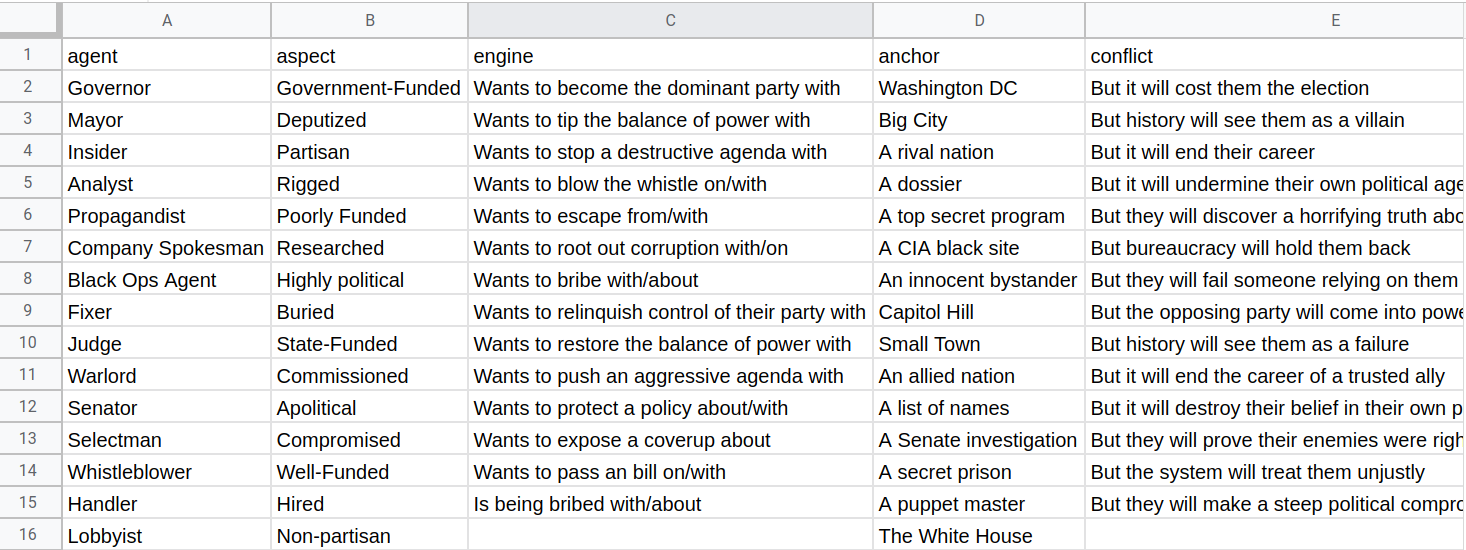 A B C D E
1 agent aspect engine anchor conflict
2 Governor Government-Funded Wants to become the dominant party with Washington DC But it will cost them the election
3 Mayor Deputized Wants to tip the balance of power with Big City But history will see them as a villain
4 Insider Partisan Wants to stop a destructive agenda with A rival nation But it will end their career
5 Analyst Rigged Wants to blow the whistle on/with A dossier But it will undermine their own political age
6 Propagandist Poorly Funded Wants to escape from/with A top secret program But they will discover a horrifying truth abo
7 Company Spokesman Researched Wants to root out corruption with/on A CIA black site But bureaucracy will hold them back
8 Black Ops Agent Highly political Wants to bribe with/about An innocent bystander But they will fail someone relying on them
9 Fixer Buried Wants to relinquish control of their party with Capitol Hill But the opposing party will come into powe
10 Judge State-Funded Wants to restore the balance of power with Small Town But history will see them as a failure
11 Warlord Commissioned Wants to push an aggressive agenda with An allied nation But it will end the career of a trusted ally
12 Senator Apolitical Wants to protect a policy about/with A list of names But it will destroy their belief in their own p
13 Selectman Compromised Wants to expose a coverup about A Senate investigation But they will prove their enemies were righ
14 Whistleblower Well-Funded Wants to pass an bill on/with A secret prison But the system will treat them unjustly
15 Handler Hired Is being bribed with/about A puppet master But they will make a steep political compro
16 Lobbyist Non-partisan The White House